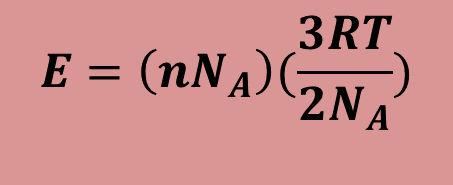 E = (nN_A)(3RT/2N_A)